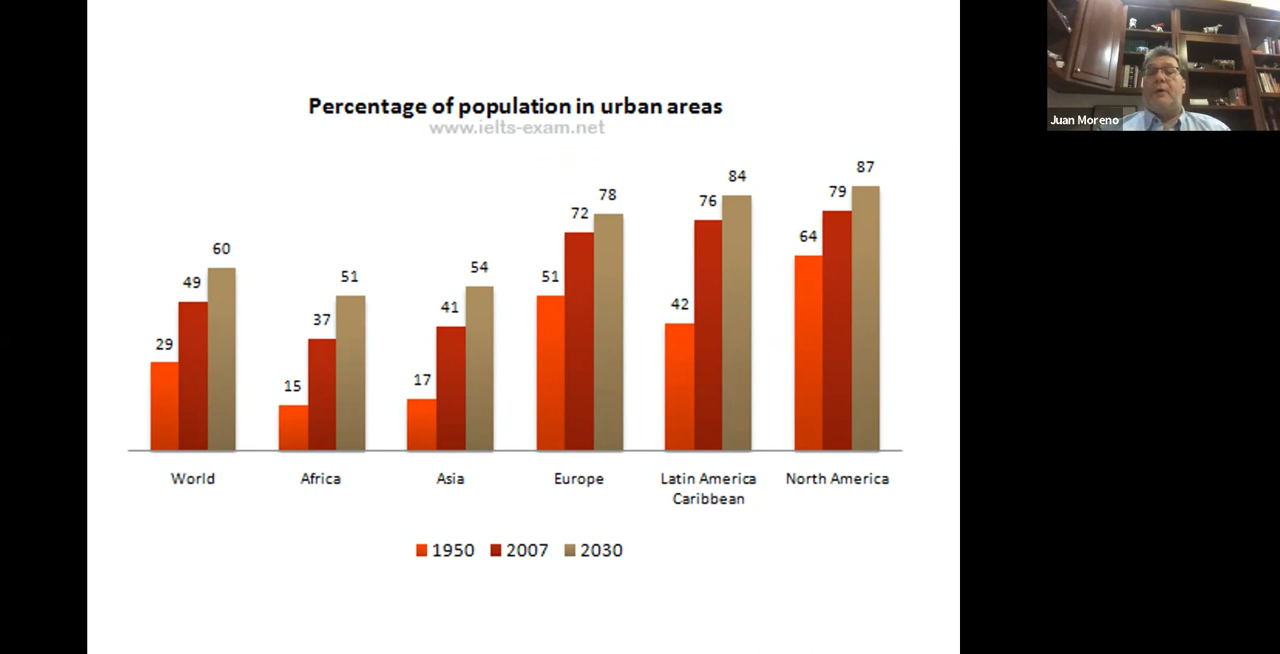 Percentage of population in urban areas
www.ielts-exam.net
29 49 60
15 37 51
17 41 54
51 72 78
42 76 84
64 79 87
World Africa Asia Europe Latin America Caribbean North America
1950 2007 2030
Juan Moreno